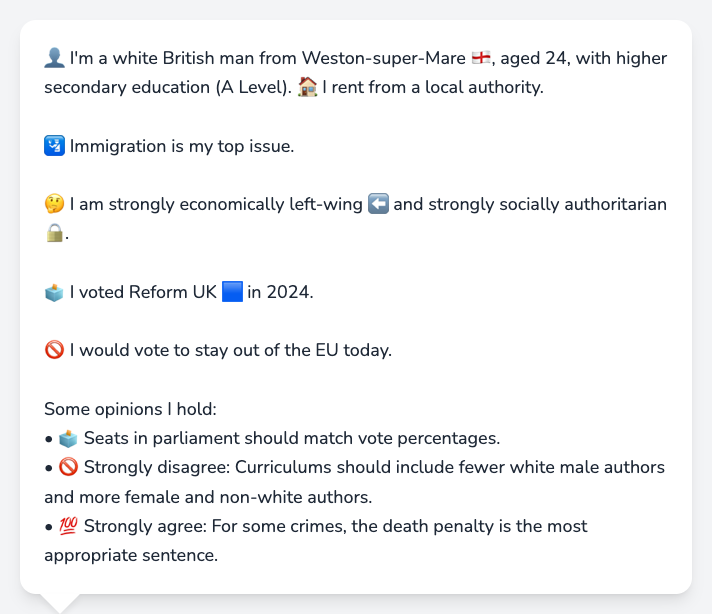 👤 I'm a white British man from Weston-super-Mare 🏴󠁧󠁢󠁥󠁮󠁧󠁿, aged 24, with higher
secondary education (A Level). 🏠 I rent from a local authority.
🛂 Immigration is my top issue.
🤔 I am strongly economically left-wing ⬅️ and strongly socially authoritarian
🔒.
🗳️ I voted Reform UK 🟦 in 2024.
🚫 I would vote to stay out of the EU today.
Some opinions I hold:
• 🗳️ Seats in parliament should match vote percentages.
• 🚫 Strongly disagree: Curriculums should include fewer white male authors
and more female and non-white authors.
• 💯 Strongly agree: For some crimes, the death penalty is the most
appropriate sentence.